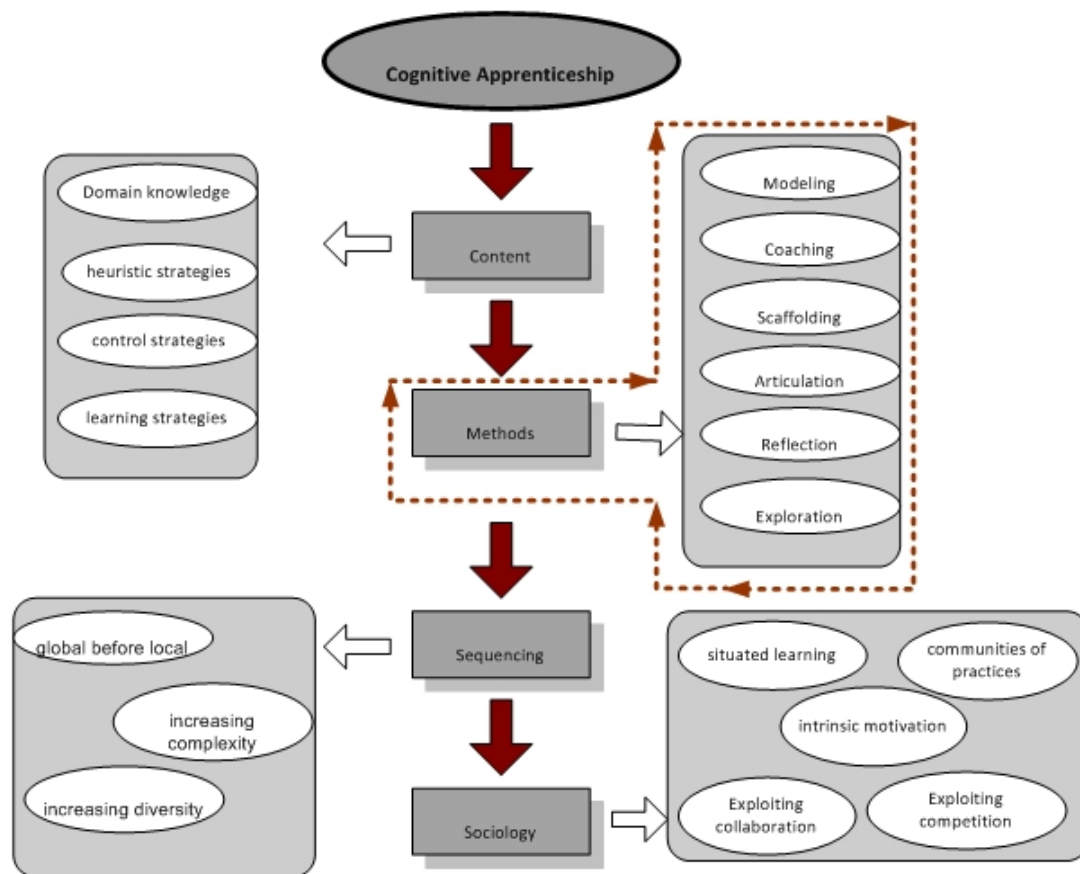 Cognitive Apprenticeship
Content
Domain knowledge
heuristic strategies
control strategies
learning strategies
Methods
Modeling
Coaching
Scaffolding
Articulation
Reflection
Exploration
Sequencing
global before local
increasing
complexity
increasing diversity
Sociology
situated learning
communities of
practices
intrinsic motivation
Exploiting
collaboration
Exploiting
competition